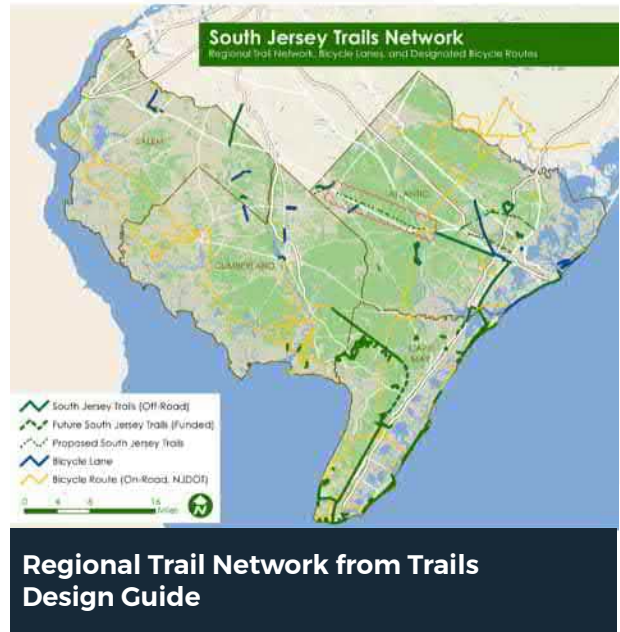 South Jersey Trails Network
Regional Trail Network, Bicycle Lanes, and Designated Bicycle Routes
SALEM
ATLANTIC
CUMBERLAND
CAPE
MAY
South Jersey Trails (Off-Road)
Future South Jersey Trails (Funded)
Proposed South Jersey Trails
Bicycle Lane
Bicycle Route (On-Road, NJDOT)
0 4 8 16
Miles
N
Regional Trail Network from Trails
Design Guide